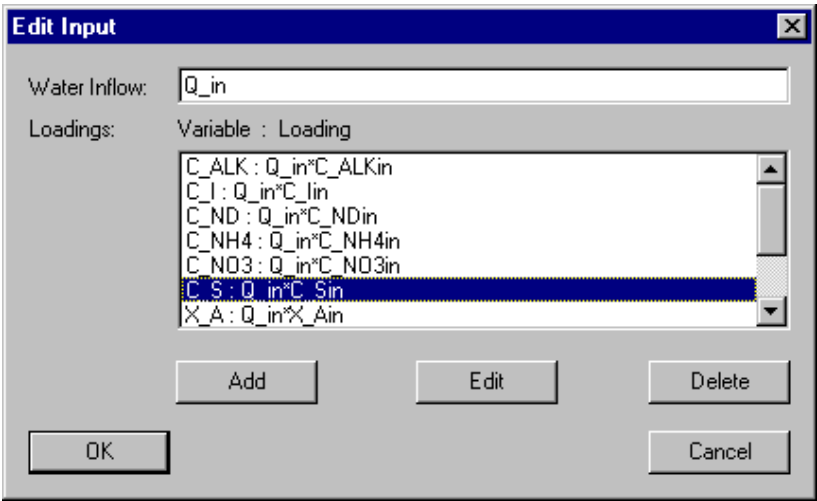 Edit Input
Water Inflow: Q_in
Loadings: Variable : Loading
C_ALK : Q_in*C_ALKin
C_I : Q_in*C_Iin
C_ND : Q_in*C_NDin
C_NH4 : Q_in*C_NH4in
C_NO3 : Q_in*C_NO3in
C_S : Q_in*C_Sin
X_A : Q_in*X_Ain
Add Edit Delete
OK Cancel